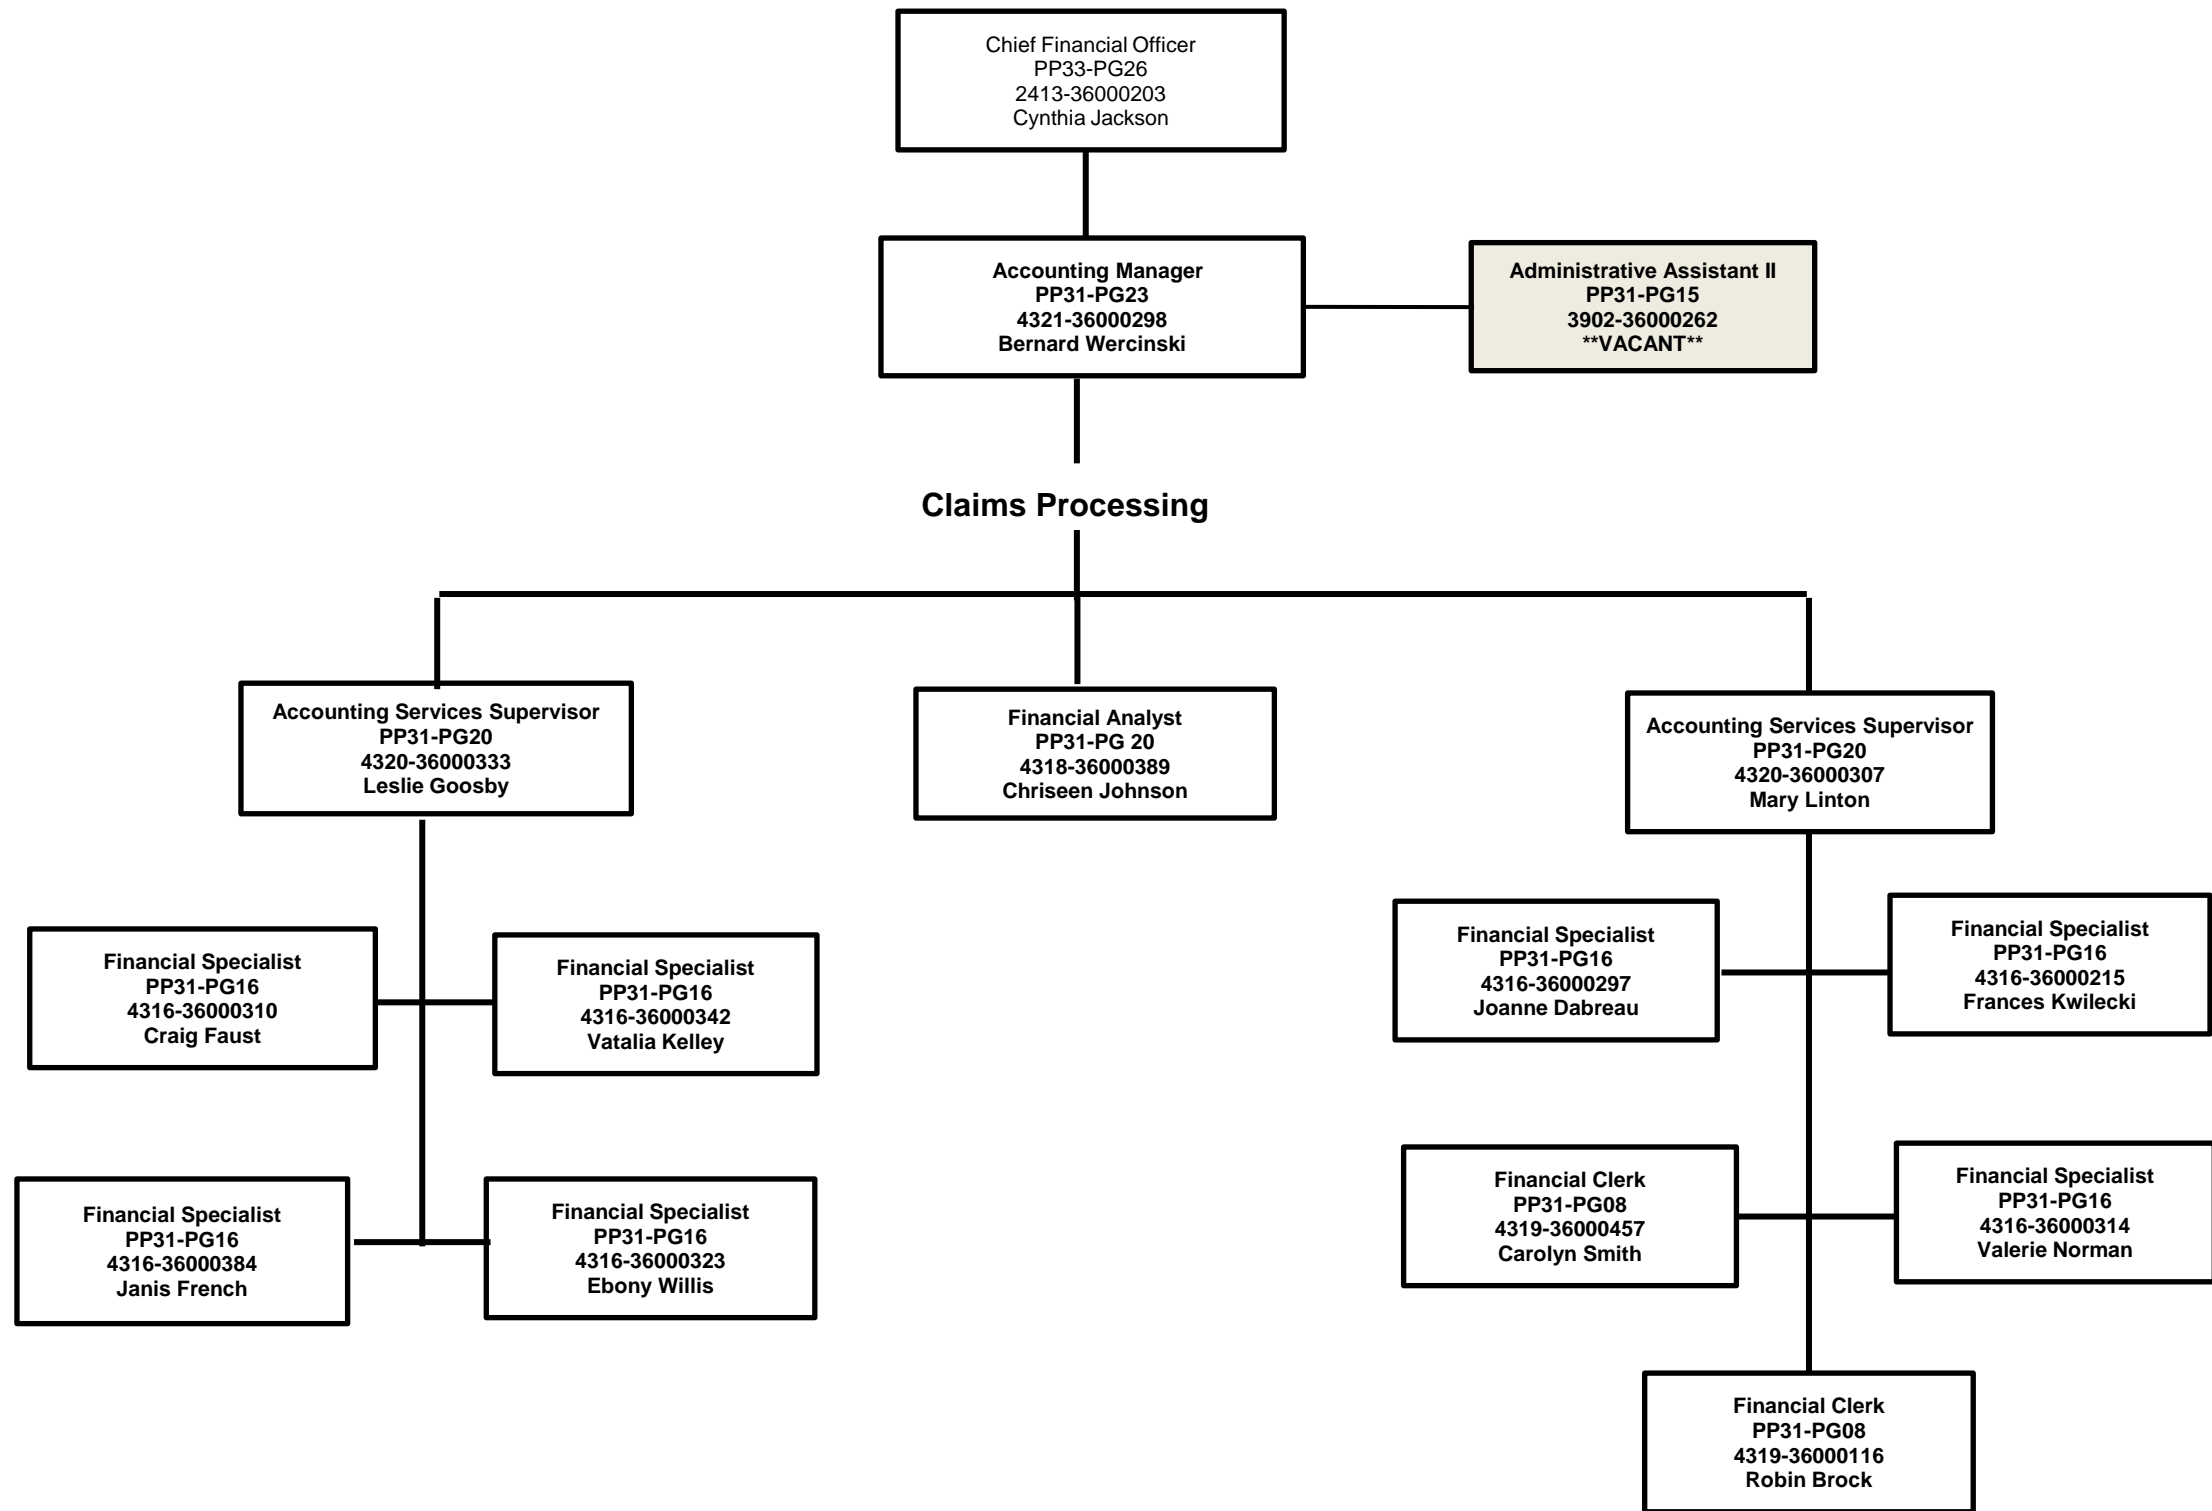 Chief Financial Officer
PP33-PG26
2413-36000203
Cynthia Jackson
Accounting Manager
PP31-PG23
4321-36000298
Bernard Wercinski
Administrative Assistant II
PP31-PG15
3902-36000262
**VACANT**
Claims Processing
Accounting Services Supervisor
PP31-PG20
4320-36000333
Leslie Goosby
Financial Analyst
PP31-PG 20
4318-36000389
Chriseen Johnson
Accounting Services Supervisor
PP31-PG20
4320-36000307
Mary Linton
Financial Specialist
PP31-PG16
4316-36000310
Craig Faust
Financial Specialist
PP31-PG16
4316-36000342
Vatalia Kelley
Financial Specialist
PP31-PG16
4316-36000297
Joanne Dabreau
Financial Specialist
PP31-PG16
4316-36000215
Frances Kwilecki
Financial Specialist
PP31-PG16
4316-36000384
Janis French
Financial Specialist
PP31-PG16
4316-36000323
Ebony Willis
Financial Clerk
PP31-PG08
4319-36000457
Carolyn Smith
Financial Specialist
PP31-PG16
4316-36000314
Valerie Norman
Financial Clerk
PP31-PG08
4319-36000116
Robin Brock